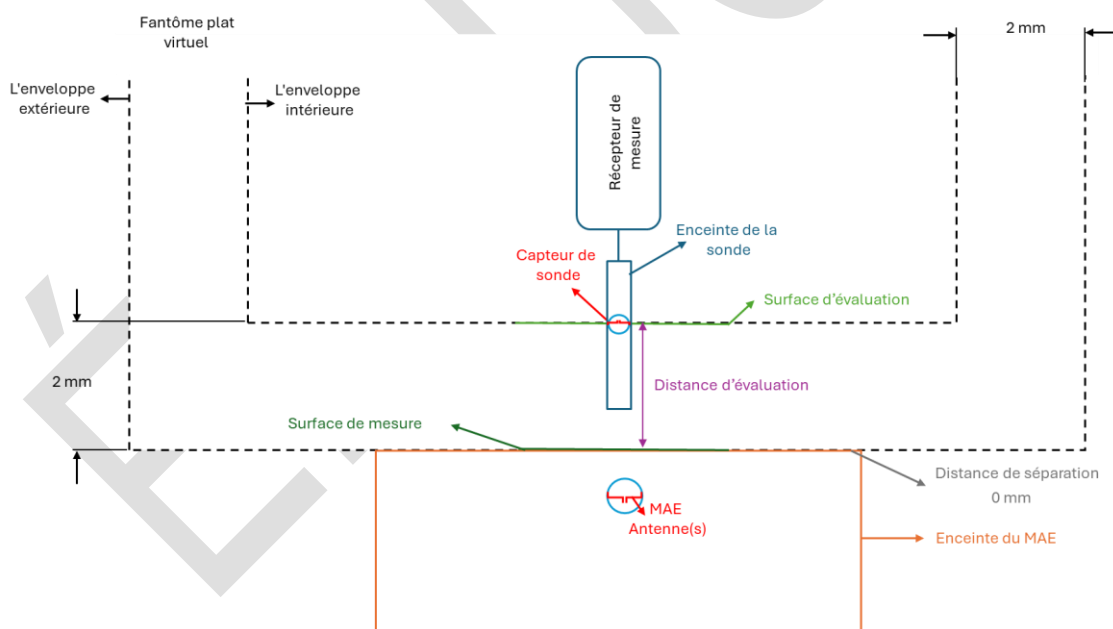 Fantôme plat
virtuel
2 mm
L'enveloppe
extérieure
L'enveloppe
intérieure
Récepteur de
mesure
Enceinte de la
sonde
Capteur de
sonde
Surface d'évaluation
2 mm
Distance d'évaluation
Surface de mesure
Distance de séparation
0 mm
MAE
Antenne(s)
Enceinte du MAE